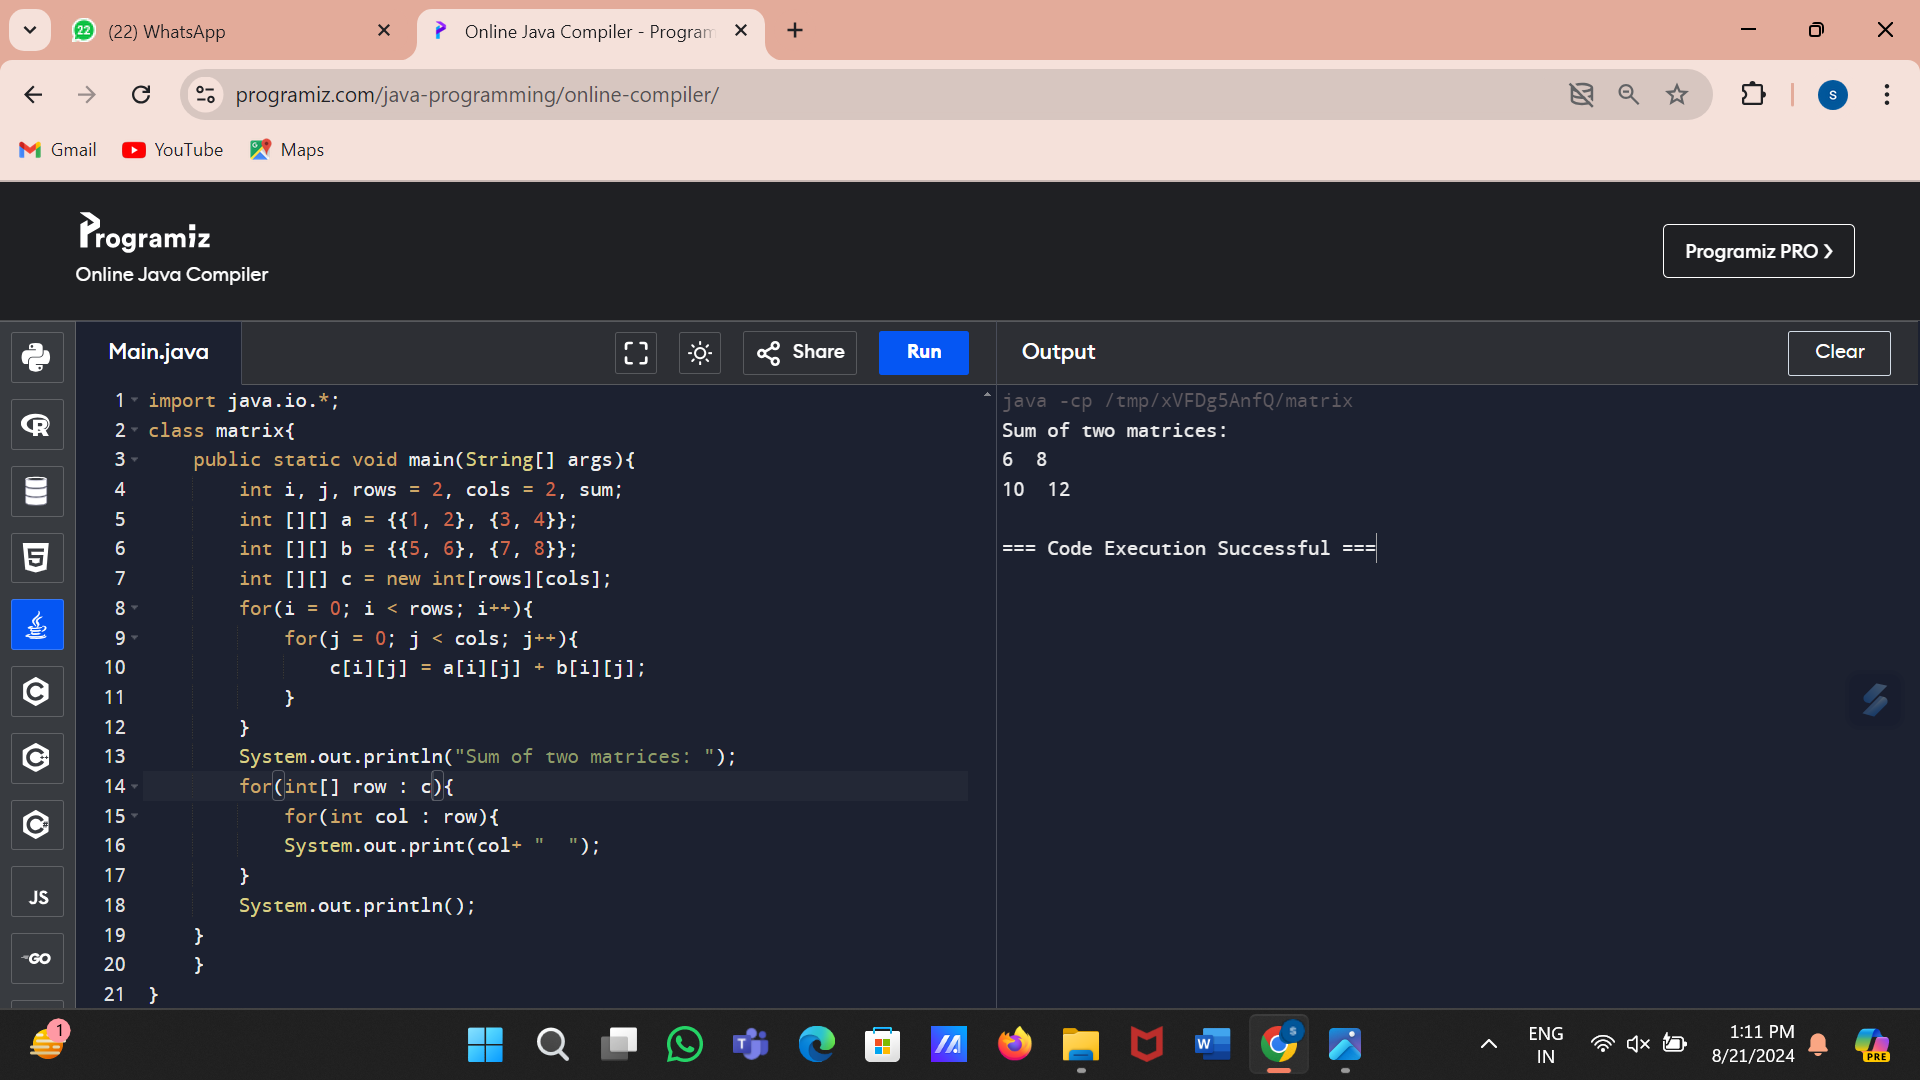 22 (22) WhatsApp
Online Java Compiler - Program
programiz.com/java-programming/online-compiler/
s
Gmail YouTube Maps
Programiz
Online Java Compiler
Programiz PRO ❯
Main.java
Share
Run
Output
Clear
1 import java.io.*;
2 class matrix{
3     public static void main(String[] args){
4         int i, j, rows = 2, cols = 2, sum;
5         int [][] a = {{1, 2}, {3, 4}};
6         int [][] b = {{5, 6}, {7, 8}};
7         int [][] c = new int[rows][cols];
8         for(i = 0; i < rows; i++){
9             for(j = 0; j < cols; j++){
10                 c[i][j] = a[i][j] + b[i][j];
11             }
12         }
13         System.out.println("Sum of two matrices: ");
14         for(int[] row : c){
15             for(int col : row){
16             System.out.print(col+ "  ");
17         }
18         System.out.println();
19     }
20     }
21 }
java -cp /tmp/xVFDg5AnfQ/matrix
Sum of two matrices:
6  8
10  12
=== Code Execution Successful ===
R
5
C
C++
C#
JS
GO
1
T
W
S
ENG
IN
1:11 PM
8/21/2024
PRE